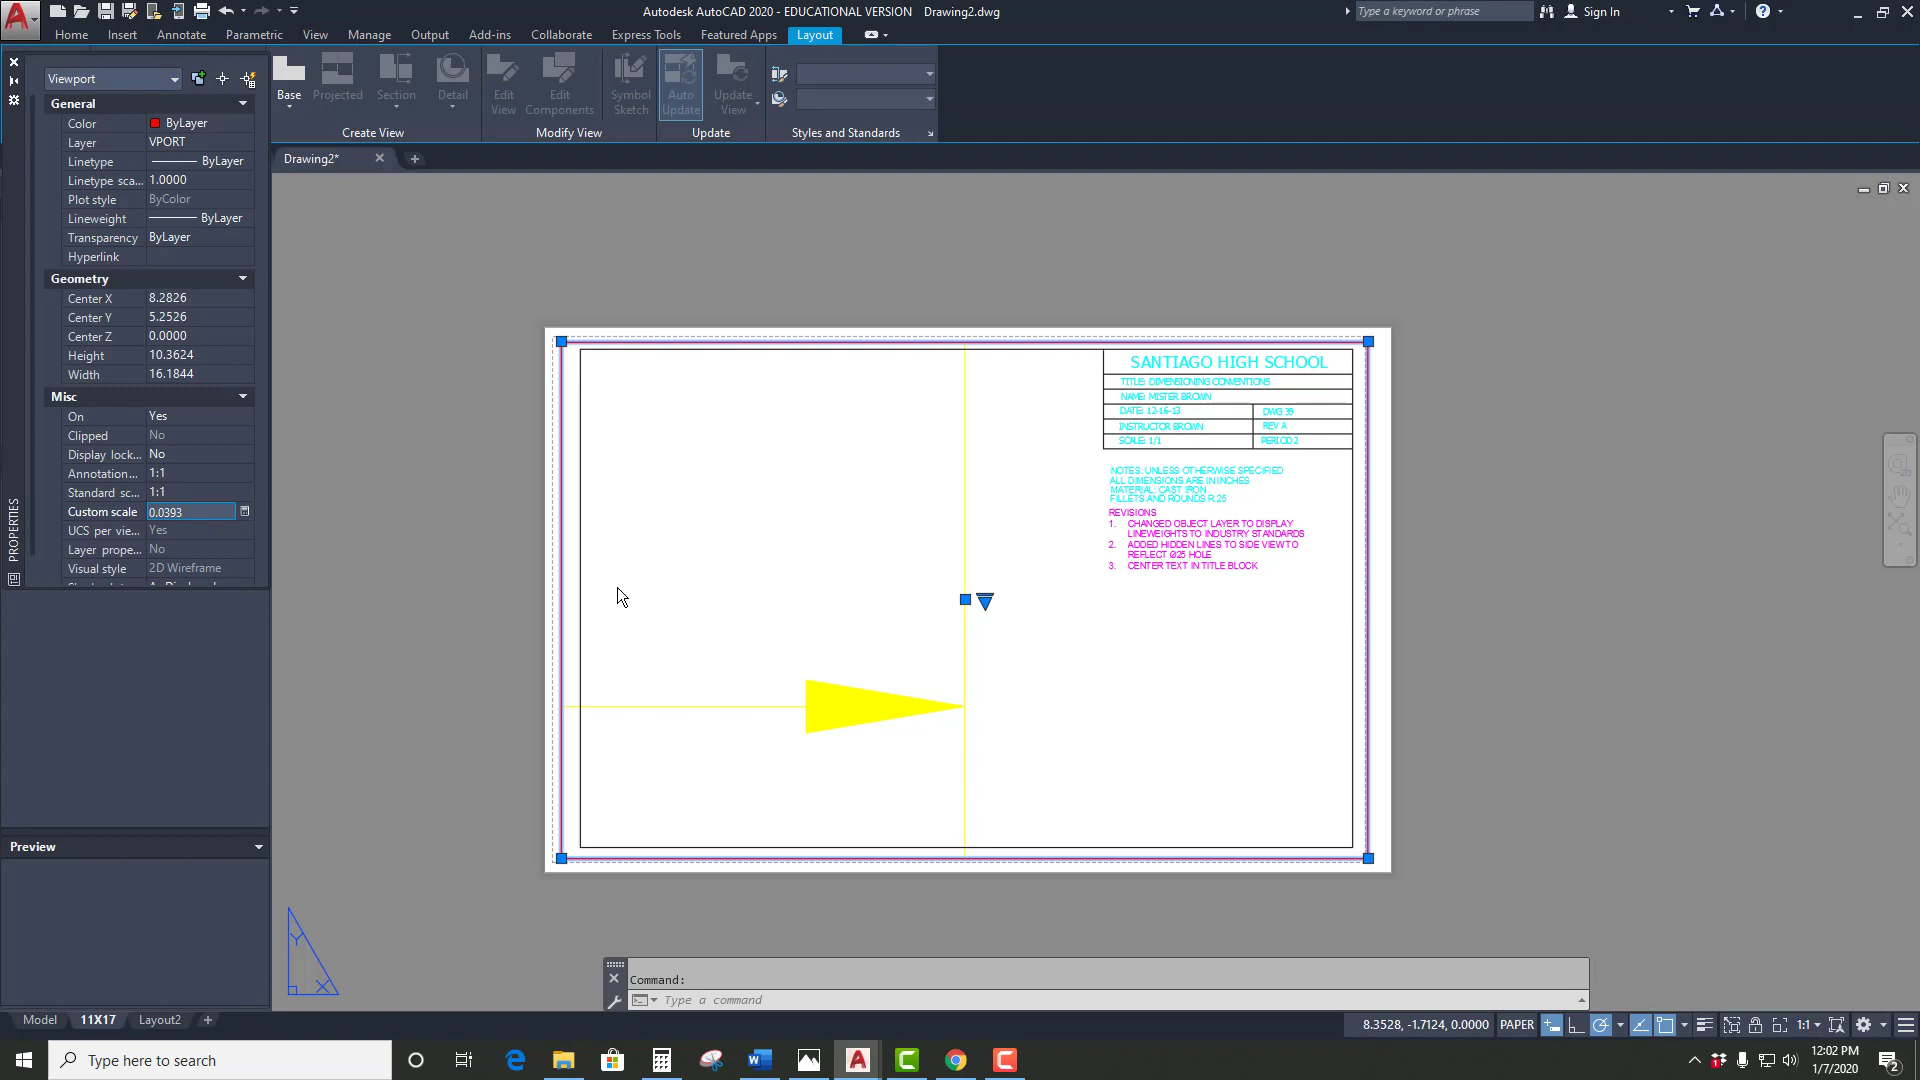 Autodesk AutoCAD 2020 - EDUCATIONAL VERSION Drawing2.dwg
Type a keyword or phrase
Sign In
Home Insert Annotate Parametric View Manage Output Add-ins Collaborate Express Tools Featured Apps Layout
Viewport
Base Projected Section Detail Edit View Edit Components Symbol Sketch Auto Update Update View
Create View Modify View Update Styles and Standards
Drawing2*
General
Color ByLayer
Layer VPORT
Linetype ByLayer
Linetype sca... 1.0000
Plot style ByColor
Lineweight ByLayer
Transparency ByLayer
Hyperlink
Geometry
Center X 8.2826
Center Y 5.2526
Center Z 0.0000
Height 10.3624
Width 16.1844
Misc
On Yes
Clipped No
Display lock... No
Annotation... 1:1
Standard sc... 1:1
Custom scale 0.0393
UCS per vie... Yes
Layer prope... No
Visual style 2D Wireframe
PROPERTIES
Preview
SANTIAGO HIGH SCHOOL
TITLE: DIMENSIONING CONVENTIONS
NAME: MISTER BROWN
DATE: 12-16-13 DWG 39
INSTRUCTOR BROWN REV A
SCALE: 1/1 PERIOD 2
NOTES: UNLESS OTHERWISE SPECIFIED
ALL DIMENSIONS ARE IN INCHES
MATERIAL: CAST IRON
FILLETS AND ROUNDS R.25
REVISIONS
1. CHANGED OBJECT LAYER TO DISPLAY
LINEWEIGHTS TO INDUSTRY STANDARDS
2. ADDED HIDDEN LINES TO SIDE VIEW TO
REFLECT Ø25 HOLE
3. CENTER TEXT IN TITLE BLOCK
Y
X
Command:
Type a command
Model 11X17 Layout2
8.3528, -1.7124, 0.0000 PAPER 1:1
Type here to search
12:02 PM
1/7/2020